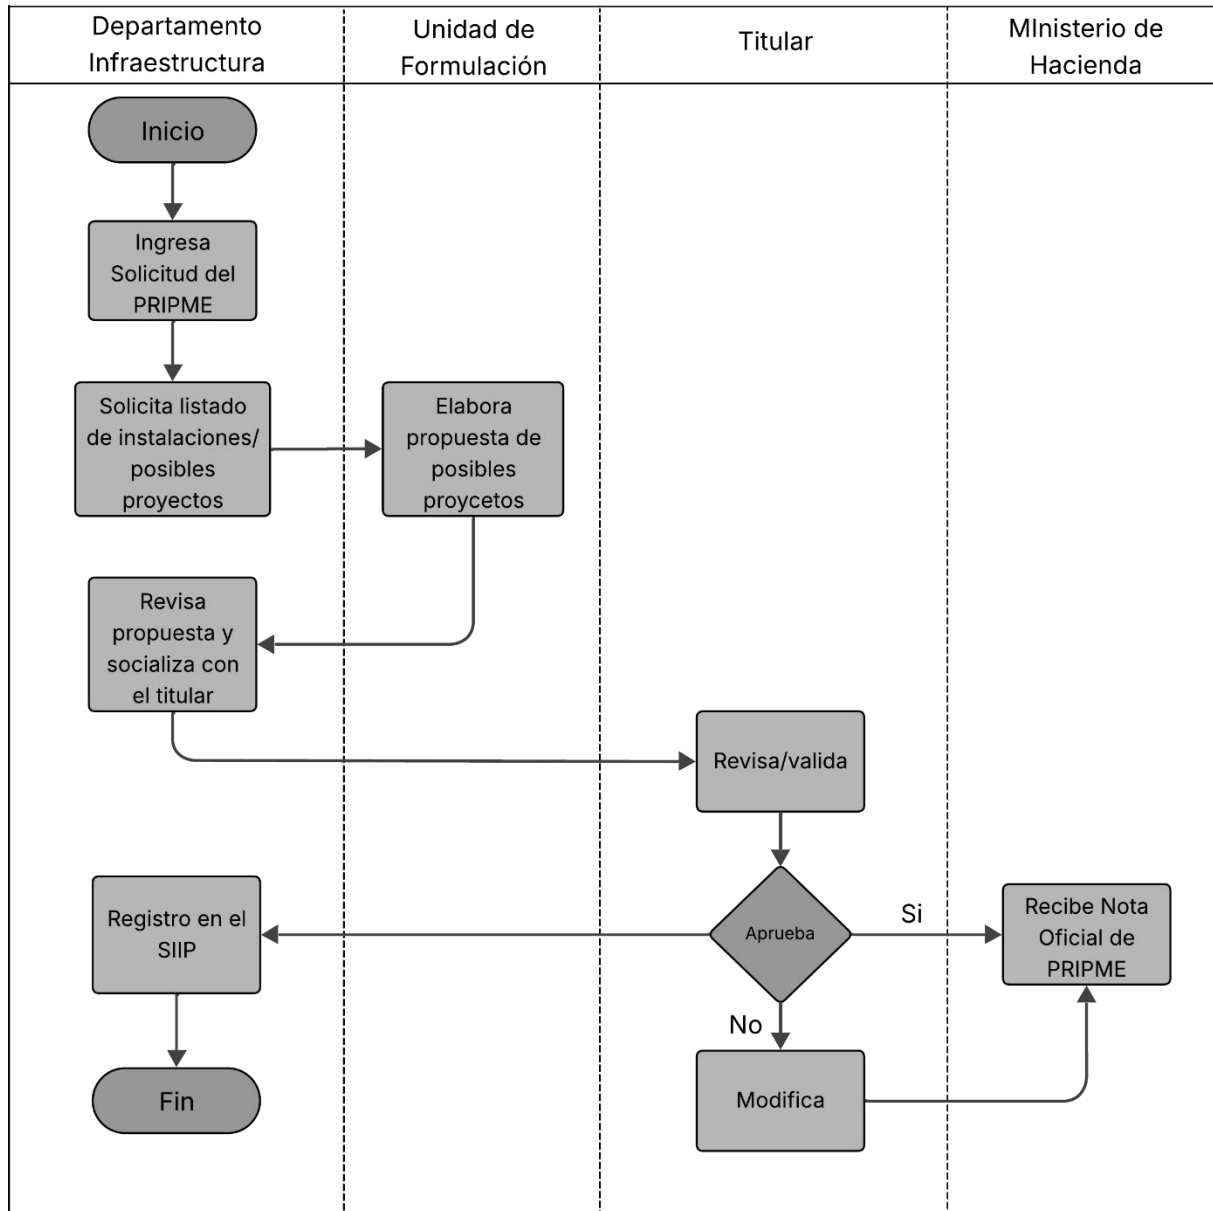 Departamento
Infraestructura
Unidad de
Formulación
Titular
MInisterio de
Hacienda
Inicio
Ingresa
Solicitud del
PRIPME
Solicita listado
de instalaciones/
posibles
proyectos
Elabora
propuesta de
posibles
proycetos
Revisa
propuesta y
socializa con
el titular
Revisa/valida
Aprueba
Si
Recibe Nota
Oficial de
PRIPME
Registro en el
SIIP
No
Modifica
Fin